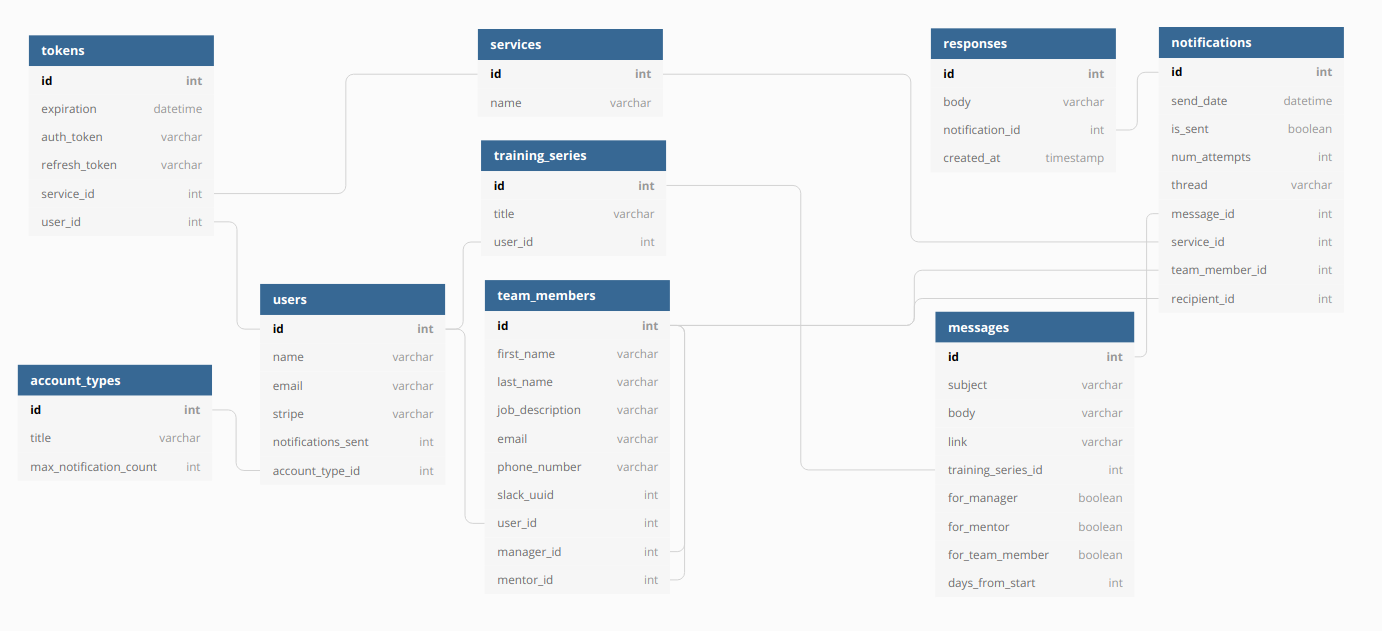 tokens
id int
expiration datetime
auth_token varchar
refresh_token varchar
service_id int
user_id int
services
id int
name varchar
training_series
id int
title varchar
user_id int
responses
id int
body varchar
notification_id int
created_at timestamp
notifications
id int
send_date datetime
is_sent boolean
num_attempts int
thread varchar
message_id int
service_id int
team_member_id int
recipient_id int
users
id int
name varchar
email varchar
stripe varchar
notifications_sent int
account_type_id int
account_types
id int
title varchar
max_notification_count int
team_members
id int
first_name varchar
last_name varchar
job_description varchar
email varchar
phone_number varchar
slack_uuid int
user_id int
manager_id int
mentor_id int
messages
id int
subject varchar
body varchar
link varchar
training_series_id int
for_manager boolean
for_mentor boolean
for_team_member boolean
days_from_start int